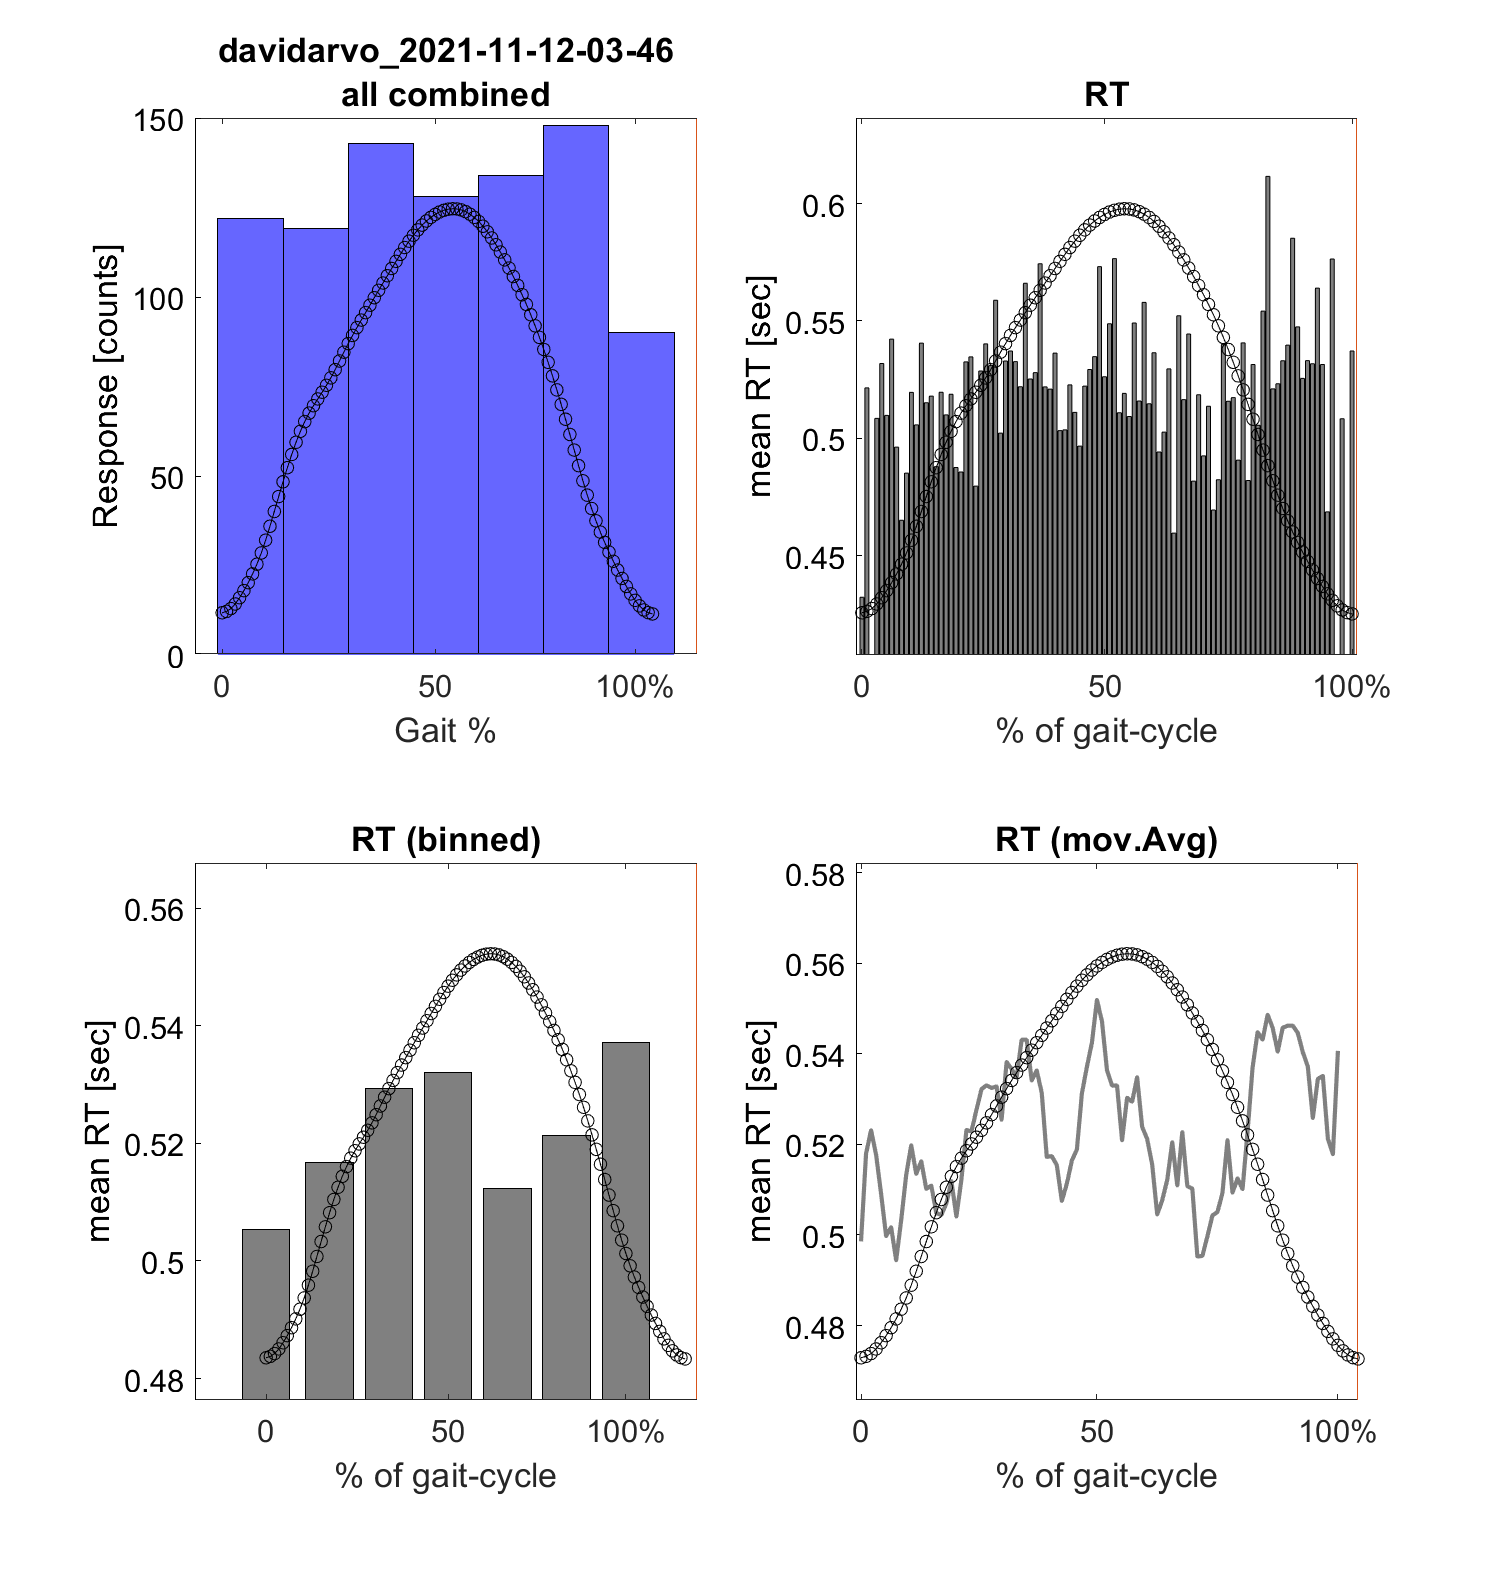 davidarvo_2021-11-12-03-46
all combined
150
100
50
0
Response [counts]
0 50 100%
Gait %
RT
0.6
0.55
0.5
0.45
mean RT [sec]
0 50 100%
% of gait-cycle
RT (binned)
0.56
0.54
0.52
0.5
0.48
mean RT [sec]
0 50 100%
% of gait-cycle
RT (mov.Avg)
0.58
0.56
0.54
0.52
0.5
0.48
mean RT [sec]
0 50 100%
% of gait-cycle